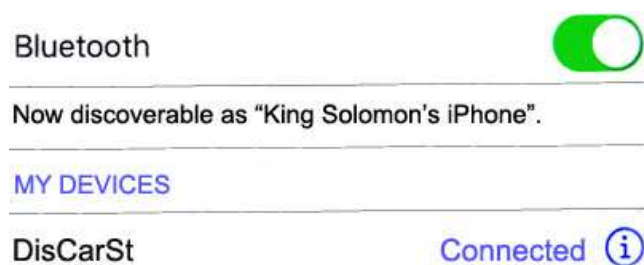 Bluetooth
Now discoverable as “King Solomon’s iPhone”.
MY DEVICES
DisCarSt
Connected